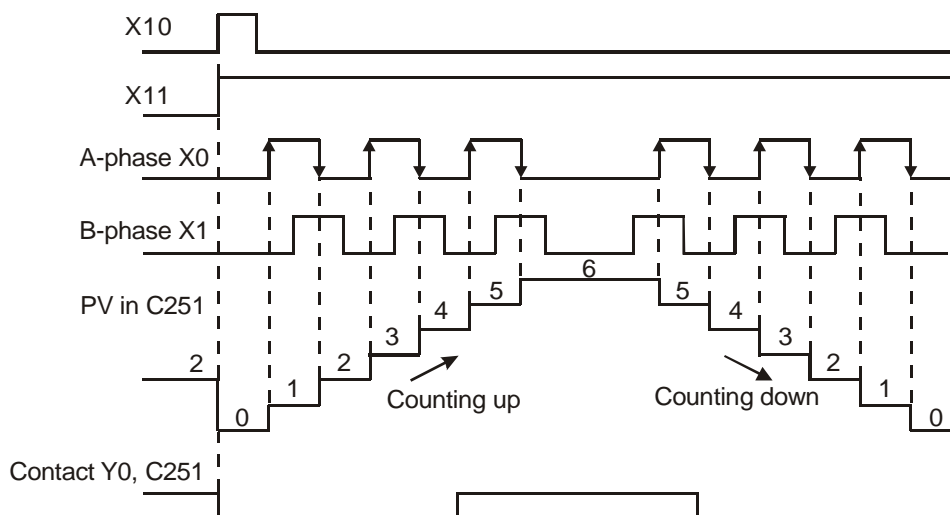 X10
X11
A-phase X0
B-phase X1
PV in C251
6
5
5
4
4
3
3
2
2
2
1
1
0
0
Counting up
Counting down
Contact Y0, C251